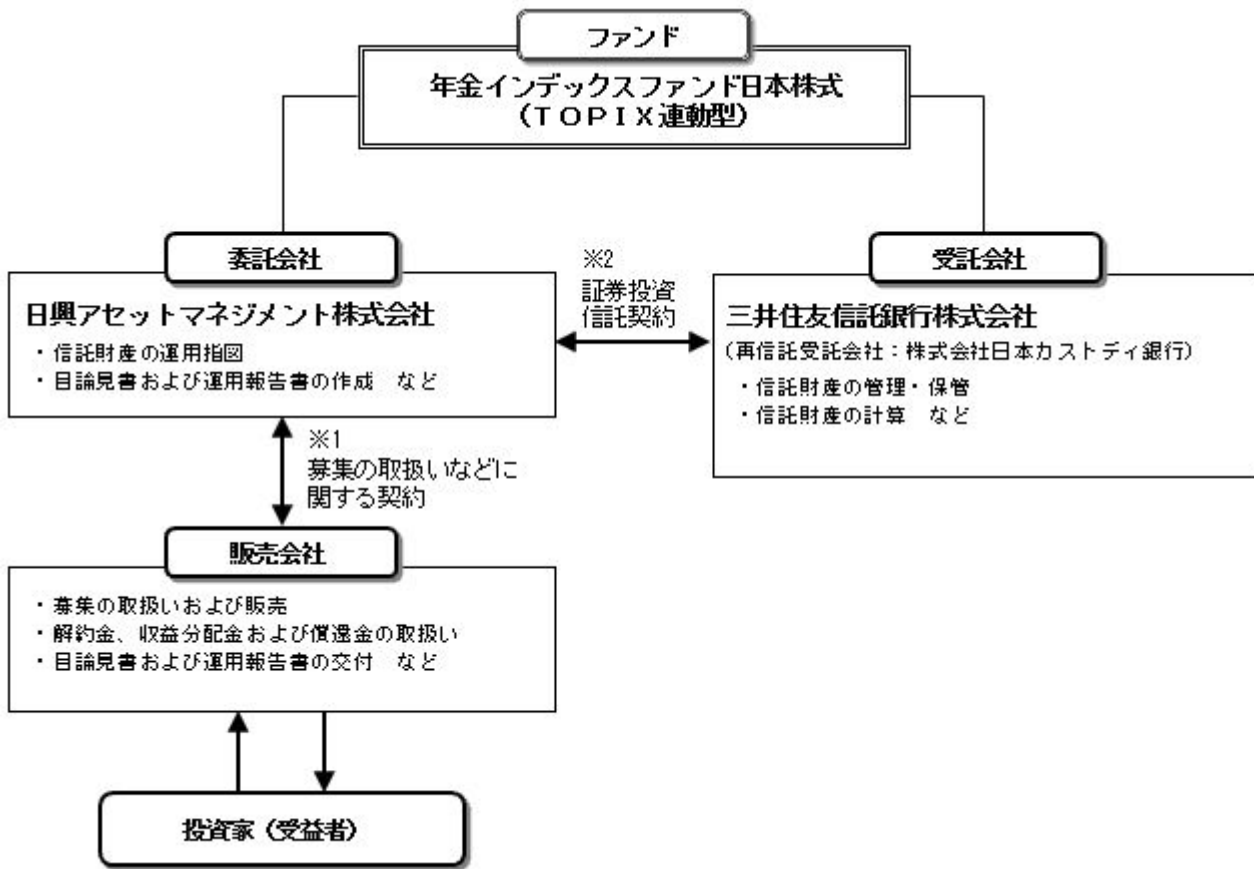 ファンド
年金インデックスファンド日本株式
(TOPIX連動型)
委託会社
日興アセットマネジメント株式会社
・信託財産の運用指図
・目論見書および運用報告書の作成 など
※2
証券投資
信託契約
受託会社
三井住友信託銀行株式会社
(再信託受託会社:株式会社日本カストディ銀行)
・信託財産の管理・保管
・信託財産の計算 など
※1
募集の取扱いなどに
関する契約
販売会社
・募集の取扱いおよび販売
・解約金、収益分配金および償還金の取扱い
・目論見書および運用報告書の交付 など
投資家(受益者)